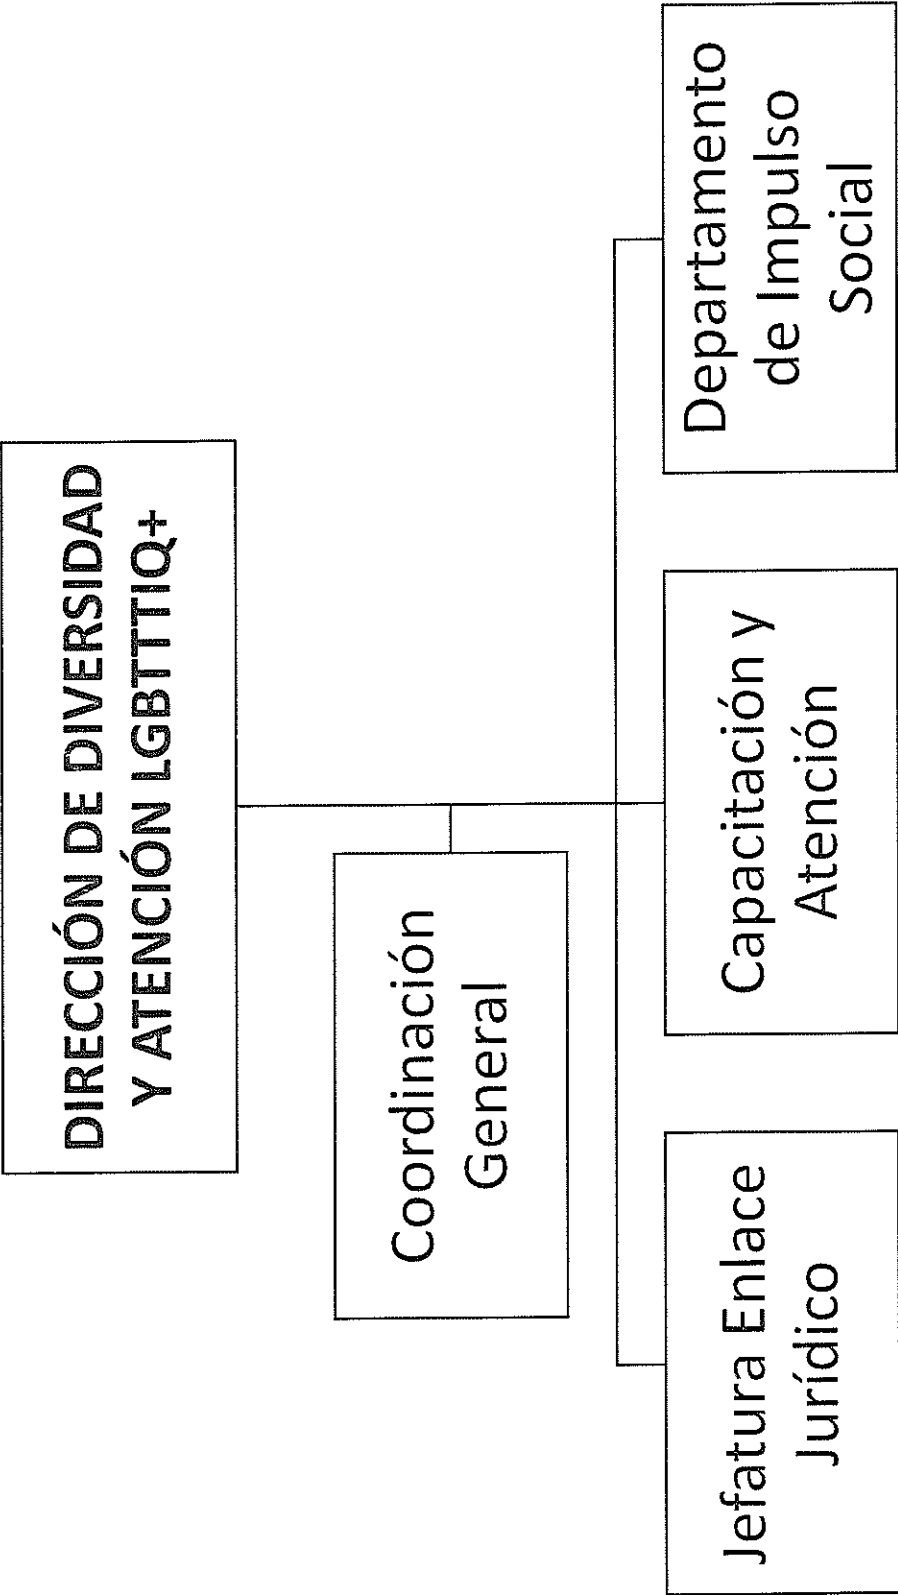 DIRECCIÓN DE DIVERSIDAD
Y ATENCIÓN LGBTTTIQ+
Coordinación
General
Jefatura Enlace
Jurídico
Capacitación y
Atención
Departamento
de Impulso
Social